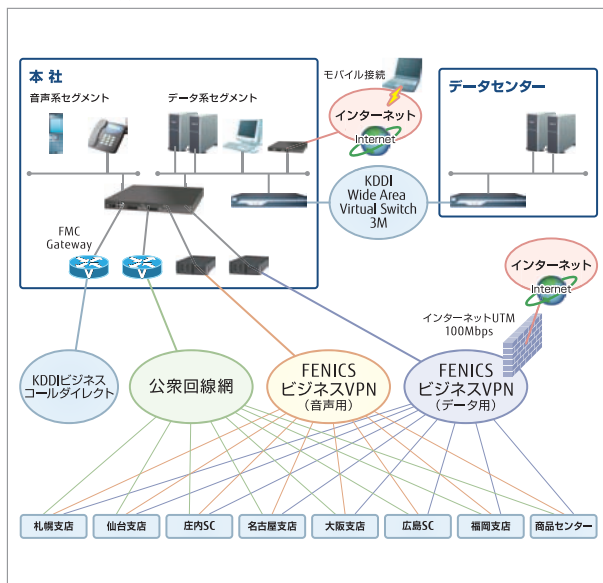 本社
音声系セグメント
データ系セグメント
モバイル接続
インターネット
Internet
データセンター
KDDI
Wide Area
Virtual Switch
3M
FMC
Gateway
V
V
インターネット
Internet
インターネットUTM
100Mbps
KDDIビジネス
コールダイレクト
公衆回線網
FENICS
ビジネスVPN
(音声用)
FENICS
ビジネスVPN
(データ用)
札幌支店
仙台支店
庄内SC
名古屋支店
大阪支店
広島SC
福岡支店
商品センター